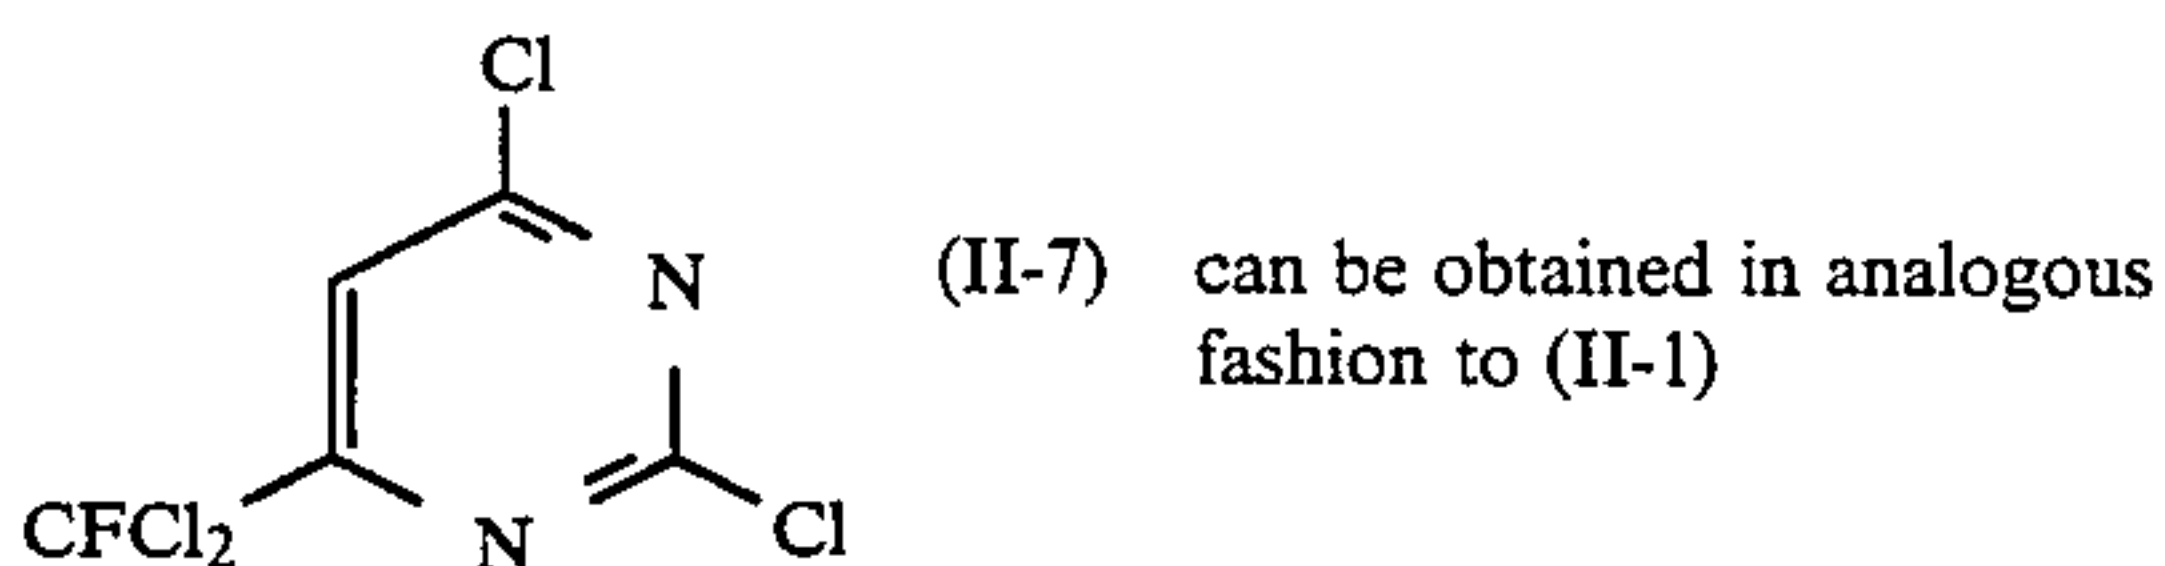 Cl
N
(II-7) can be obtained in analogous
fashion to (II-1)
CFCl₂
N
Cl